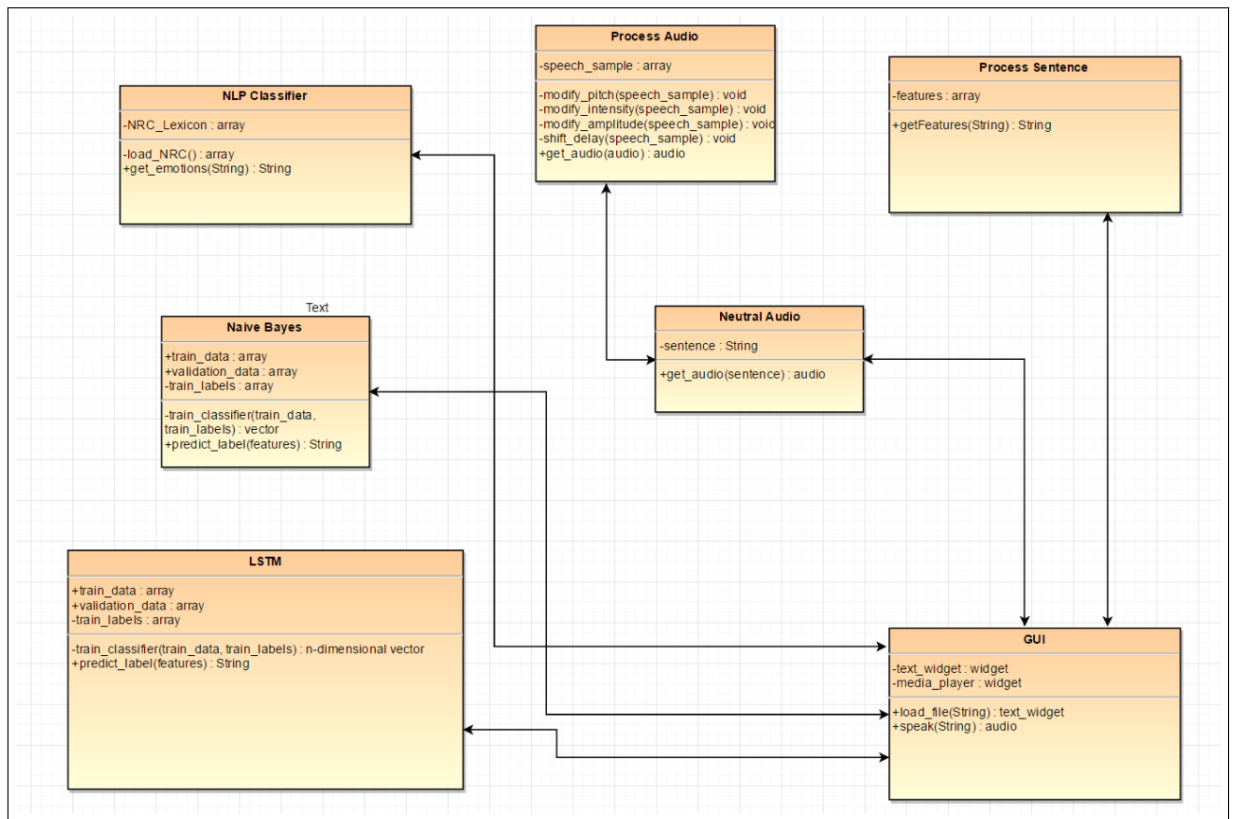 Process Audio
-speech_sample : array
-modify_pitch(speech_sample) : void
-modify_intensity(speech_sample) : void
-modify_amplitude(speech_sample) : void
-shift_delay(speech_sample) : void
+get_audio(audio) : audio
Process Sentence
-features : array
+getFeatures(String) : String
NLP Classifier
-NRC_Lexicon : array
-load_NRC() : array
+get_emotions(String) : String
Text
Naive Bayes
+train_data : array
+validation_data : array
-train_labels : array
-train_classifier(train_data,
train_labels) : vector
+predict_label(features) : String
Neutral Audio
-sentence : String
+get_audio(sentence) : audio
LSTM
+train_data : array
+validation_data : array
-train_labels : array
-train_classifier(train_data, train_labels) : n-dimensional vector
+predict_label(features) : String
GUI
-text_widget : widget
-media_player : widget
+load_file(String) : text_widget
+speak(String) : audio